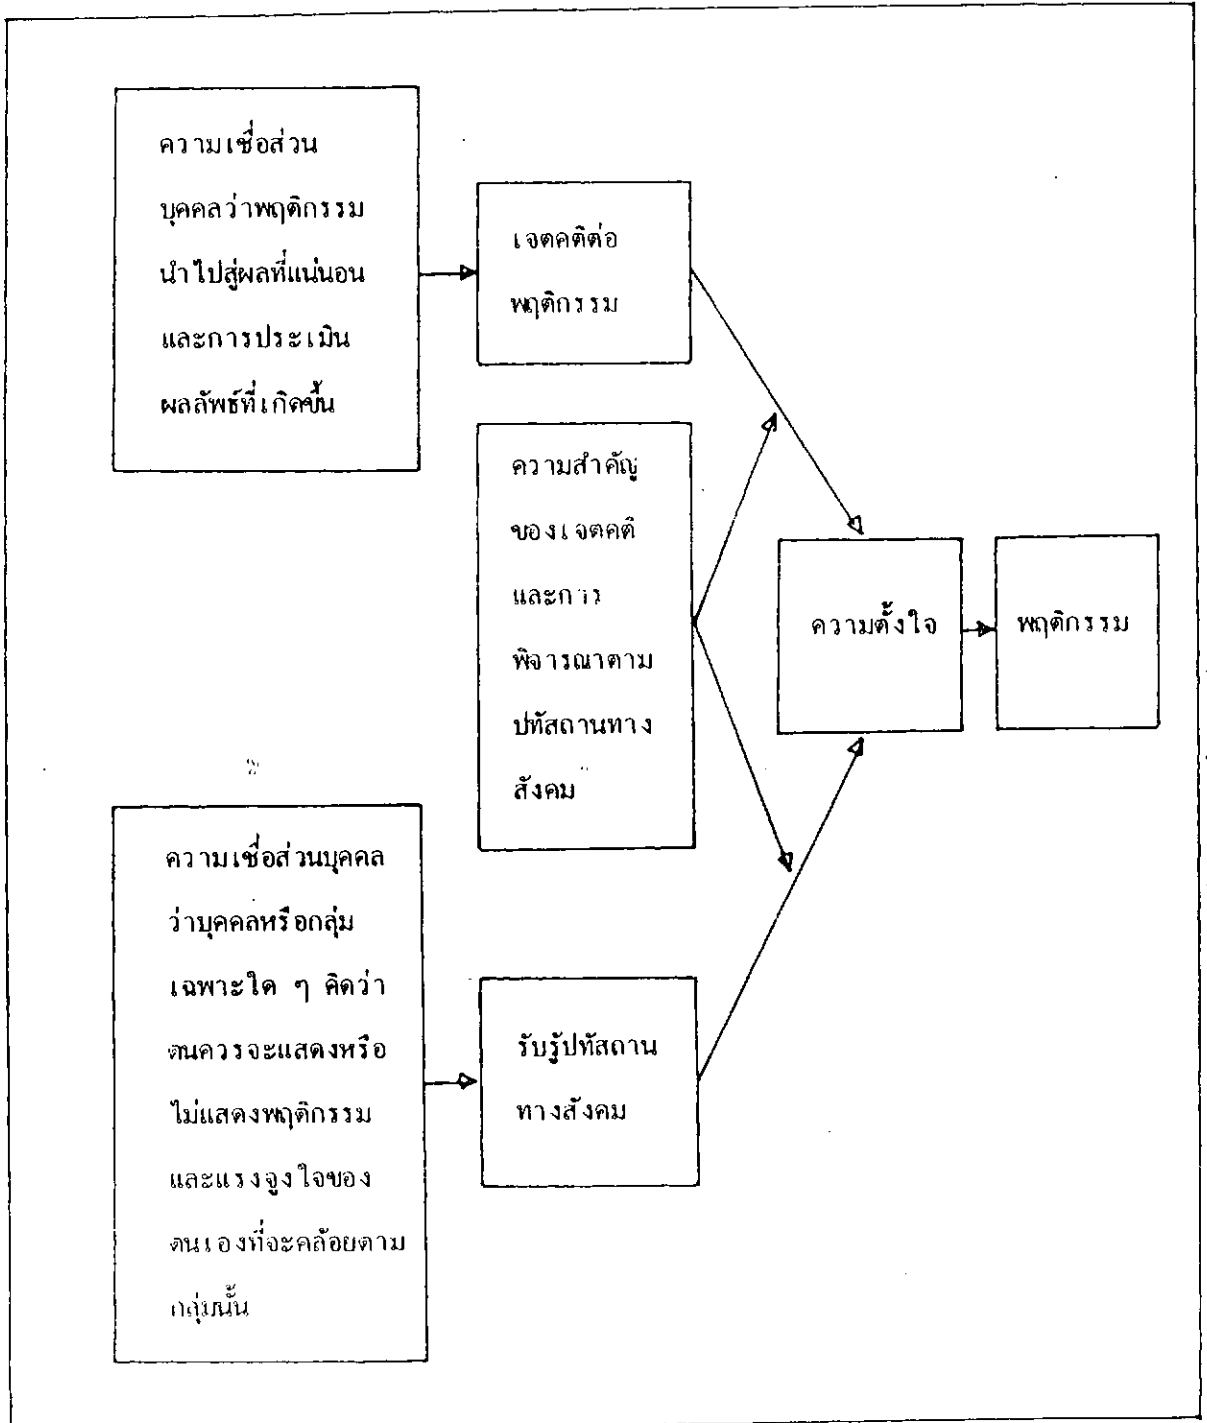 ความเชื่อส่วน
บุคคลว่าพฤติกรรม
นำไปสู่ผลที่แน่นอน
และการประเมิน
ผลลัพธ์ที่เกิดขึ้น
เจตคติต่อ
พฤติกรรม
ความสำคัญ
ของเจตคติ
และการ
พิจารณาตาม
ปทัสถานทาง
สังคม
ความตั้งใจ
พฤติกรรม
ความเชื่อส่วนบุคคล
ว่าบุคคลหรือกลุ่ม
เฉพาะใด ๆ คิดว่า
ตนควรจะแสดงหรือ
ไม่แสดงพฤติกรรม
และแรงจูงใจของ
ตนเองที่จะคล้อยตาม
กลุ่มนั้น
รับรู้ปทัสถาน
ทางสังคม